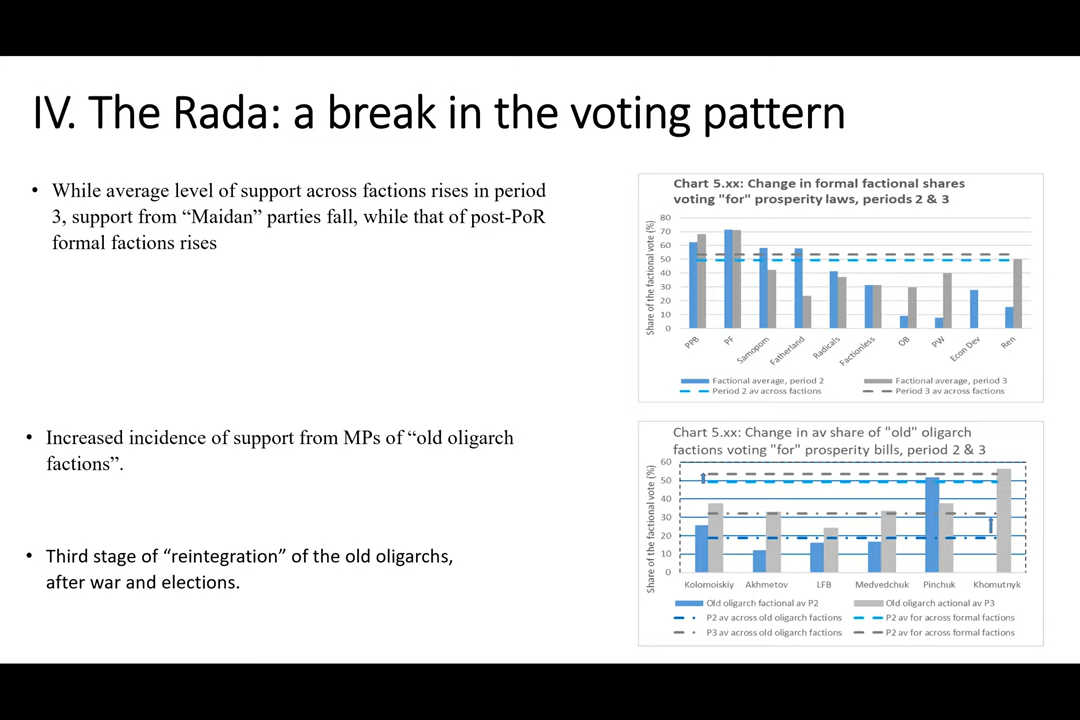 IV. The Rada: a break in the voting pattern
• While average level of support across factions rises in period
3, support from “Maidan” parties fall, while that of post-PoR
formal factions rises
• Increased incidence of support from MPs of “old oligarch
factions”.
• Third stage of “reintegration” of the old oligarchs,
after war and elections.
Chart 5.xx: Change in formal factional shares
voting "for" prosperity laws, periods 2 & 3
Share of the factional vote (%)
80
70
60
50
40
30
20
10
0
PPB
PF
Samopom
Fatherland
Radicals
Factionless
OB
PW
Econ Dev
Ren
Factional average, period 2
Factional average, period 3
Period 2 av across factions
Period 3 av across factions
Chart 5.xx: Change in av share of "old" oligarch
factions voting "for" prosperity bills, period 2 & 3
Share of the factional vote (%)
60
50
40
30
20
10
0
Kolomoiskiy
Akhmetov
LFB
Medvedchuk
Pinchuk
Khomutnyk
Old oligarch factional av P2
Old oligarch actional av P3
P2 av across old oligarch factions
P2 av for across formal factions
P3 av across old oligarch factions
P2 av for across formal factions